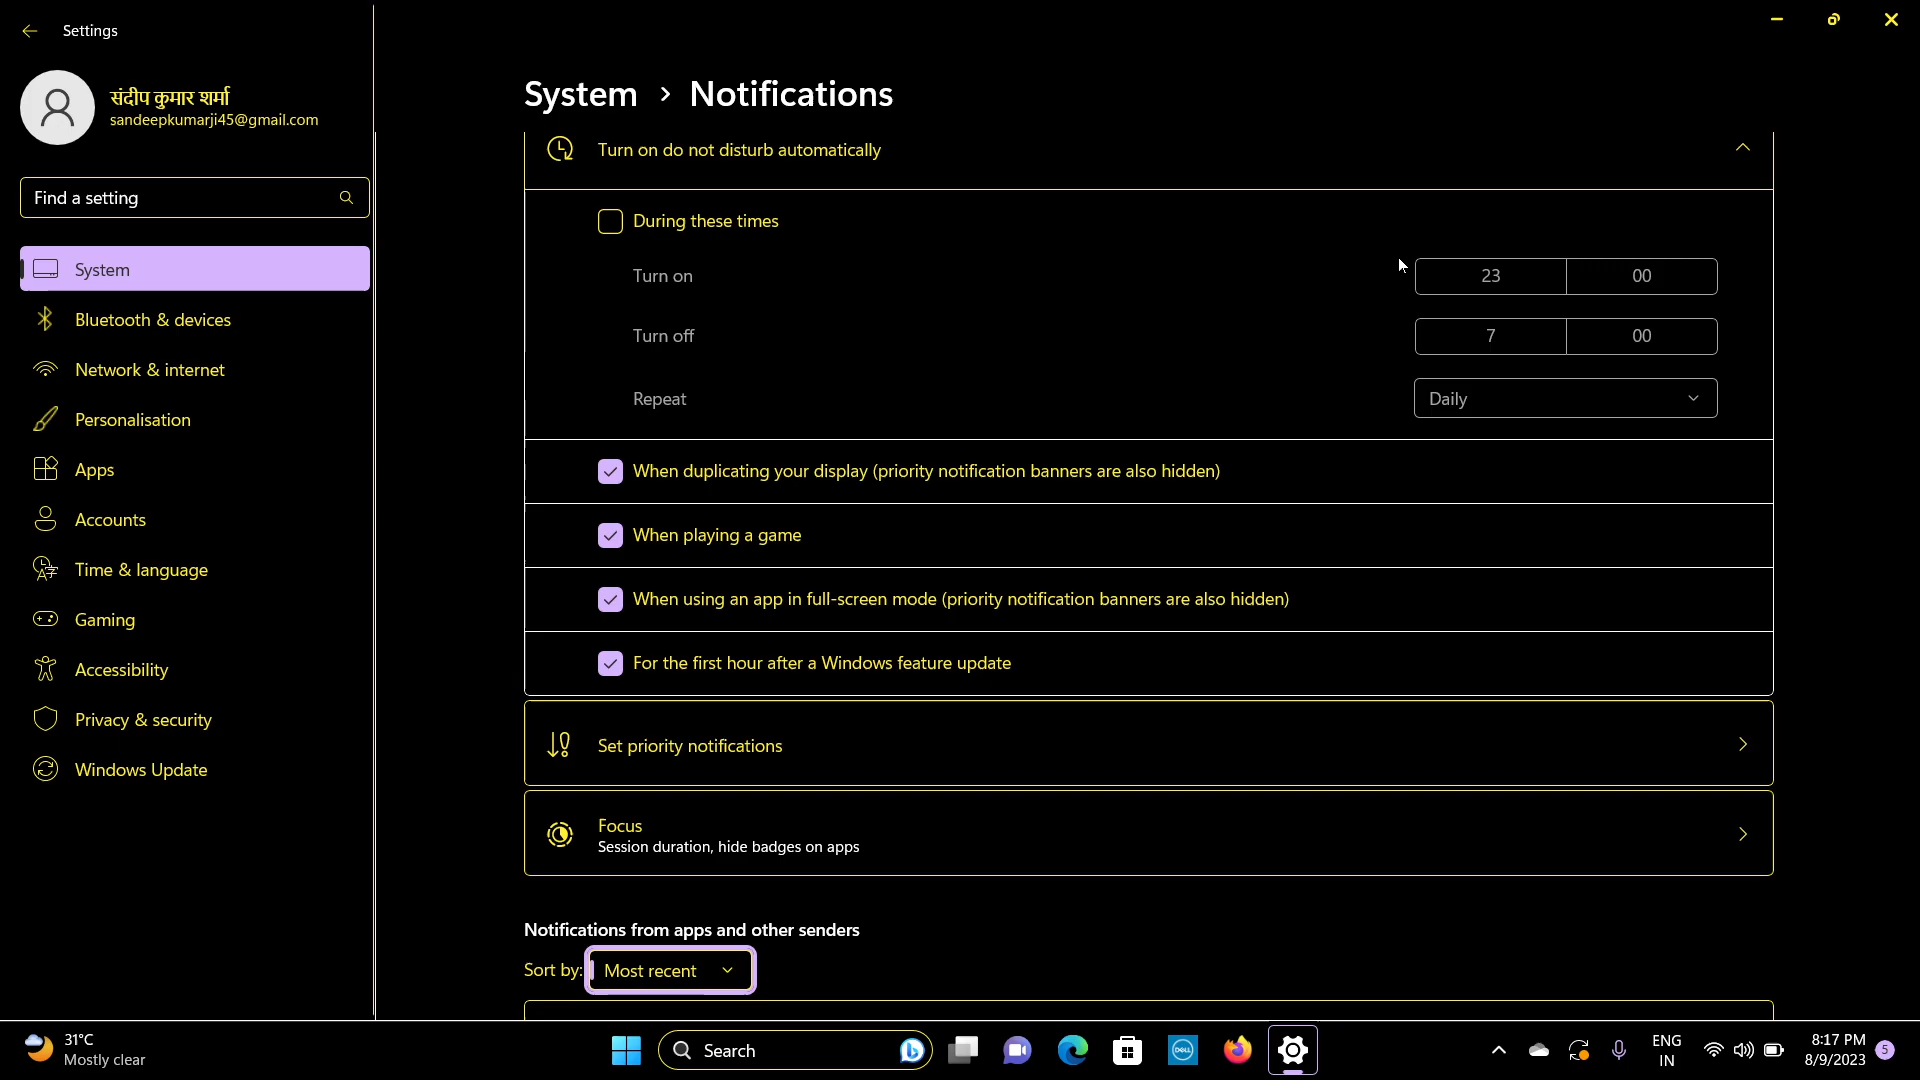 Settings
संदीप कुमार शर्मा
sandeepkumarji45@gmail.com
Find a setting
System
Bluetooth & devices
Network & internet
Personalisation
Apps
Accounts
Time & language
Gaming
Accessibility
Privacy & security
Windows Update
System > Notifications
Turn on do not disturb automatically
During these times
Turn on 23 00
Turn off 7 00
Repeat Daily
When duplicating your display (priority notification banners are also hidden)
When playing a game
When using an app in full-screen mode (priority notification banners are also hidden)
For the first hour after a Windows feature update
Set priority notifications
Focus
Session duration, hide badges on apps
Notifications from apps and other senders
Sort by: Most recent
31°C
Mostly clear
Search
DELL
ENG
IN
8:17 PM
8/9/2023
5